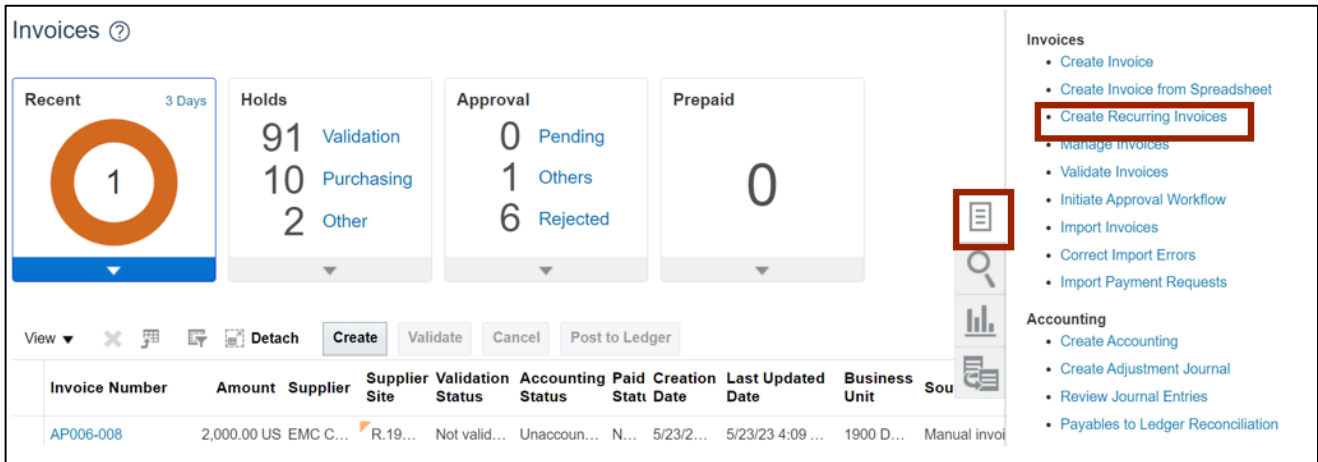 Invoices ?
Recent 3 Days
1
Holds
91 Validation
10 Purchasing
2 Other
Approval
0 Pending
1 Others
6 Rejected
Prepaid
0
View Detach Create Validate Cancel Post to Ledger
Invoice Number Amount Supplier Supplier Site Validation Status Accounting Status Paid Statu Creation Date Last Updated Date Business Unit Sou
AP006-008 2,000.00 US EMC C... R.19... Not valid... Unaccoun... N... 5/23/2... 5/23/23 4:09 ... 1900 D... Manual invoi
Invoices
• Create Invoice
• Create Invoice from Spreadsheet
• Create Recurring Invoices
• Manage Invoices
• Validate Invoices
• Initiate Approval Workflow
• Import Invoices
• Correct Import Errors
• Import Payment Requests
Accounting
• Create Accounting
• Create Adjustment Journal
• Review Journal Entries
• Payables to Ledger Reconciliation